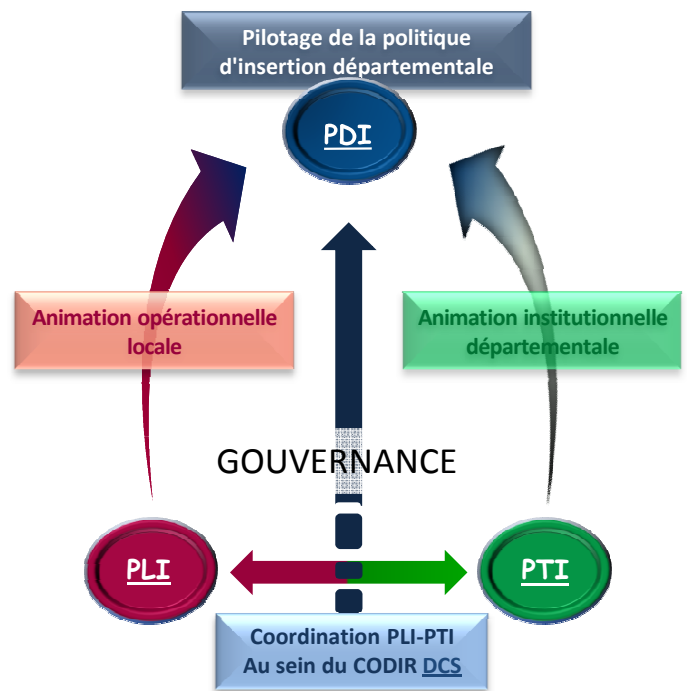 Pilotage de la politique
d'insertion départementale
PDI
Animation opérationnelle
locale
Animation institutionnelle
départementale
GOUVERNANCE
PLI
PTI
Coordination PLI-PTI
Au sein du CODIR DCS